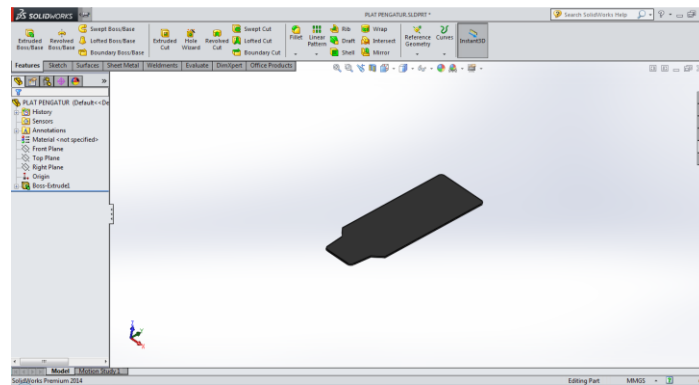 SOLIDWORKS
PLAT PENGATUR.SLDPRT *
Search SolidWorks Help
Extruded Boss/Base
Revolved Boss/Base
Swept Boss/Base
Lofted Boss/Base
Boundary Boss/Base
Extruded Cut
Hole Wizard
Revolved Cut
Swept Cut
Lofted Cut
Boundary Cut
Fillet
Linear Pattern
Rib
Draft
Shell
Wrap
Intersect
Mirror
Reference Geometry
Curves
Instant3D
Features Sketch Surfaces Sheet Metal Weldments Evaluate DimXpert Office Products
PLAT PENGATUR (Default<<De
History
Sensors
Annotations
Material <not specified>
Front Plane
Top Plane
Right Plane
Origin
Boss-Extrude1
Model Motion Study 1
SolidWorks Premium 2014
Editing Part
MMGS